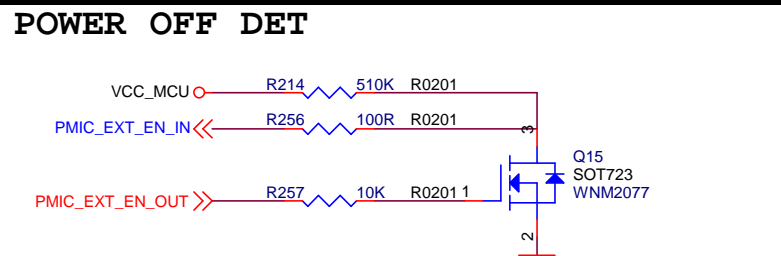 POWER OFF DET
VCC_MCU R214 510K R0201
PMIC_EXT_EN_IN R256 100R R0201
3
Q15
SOT723
WNM2077
PMIC_EXT_EN_OUT R257 10K R0201 1
2